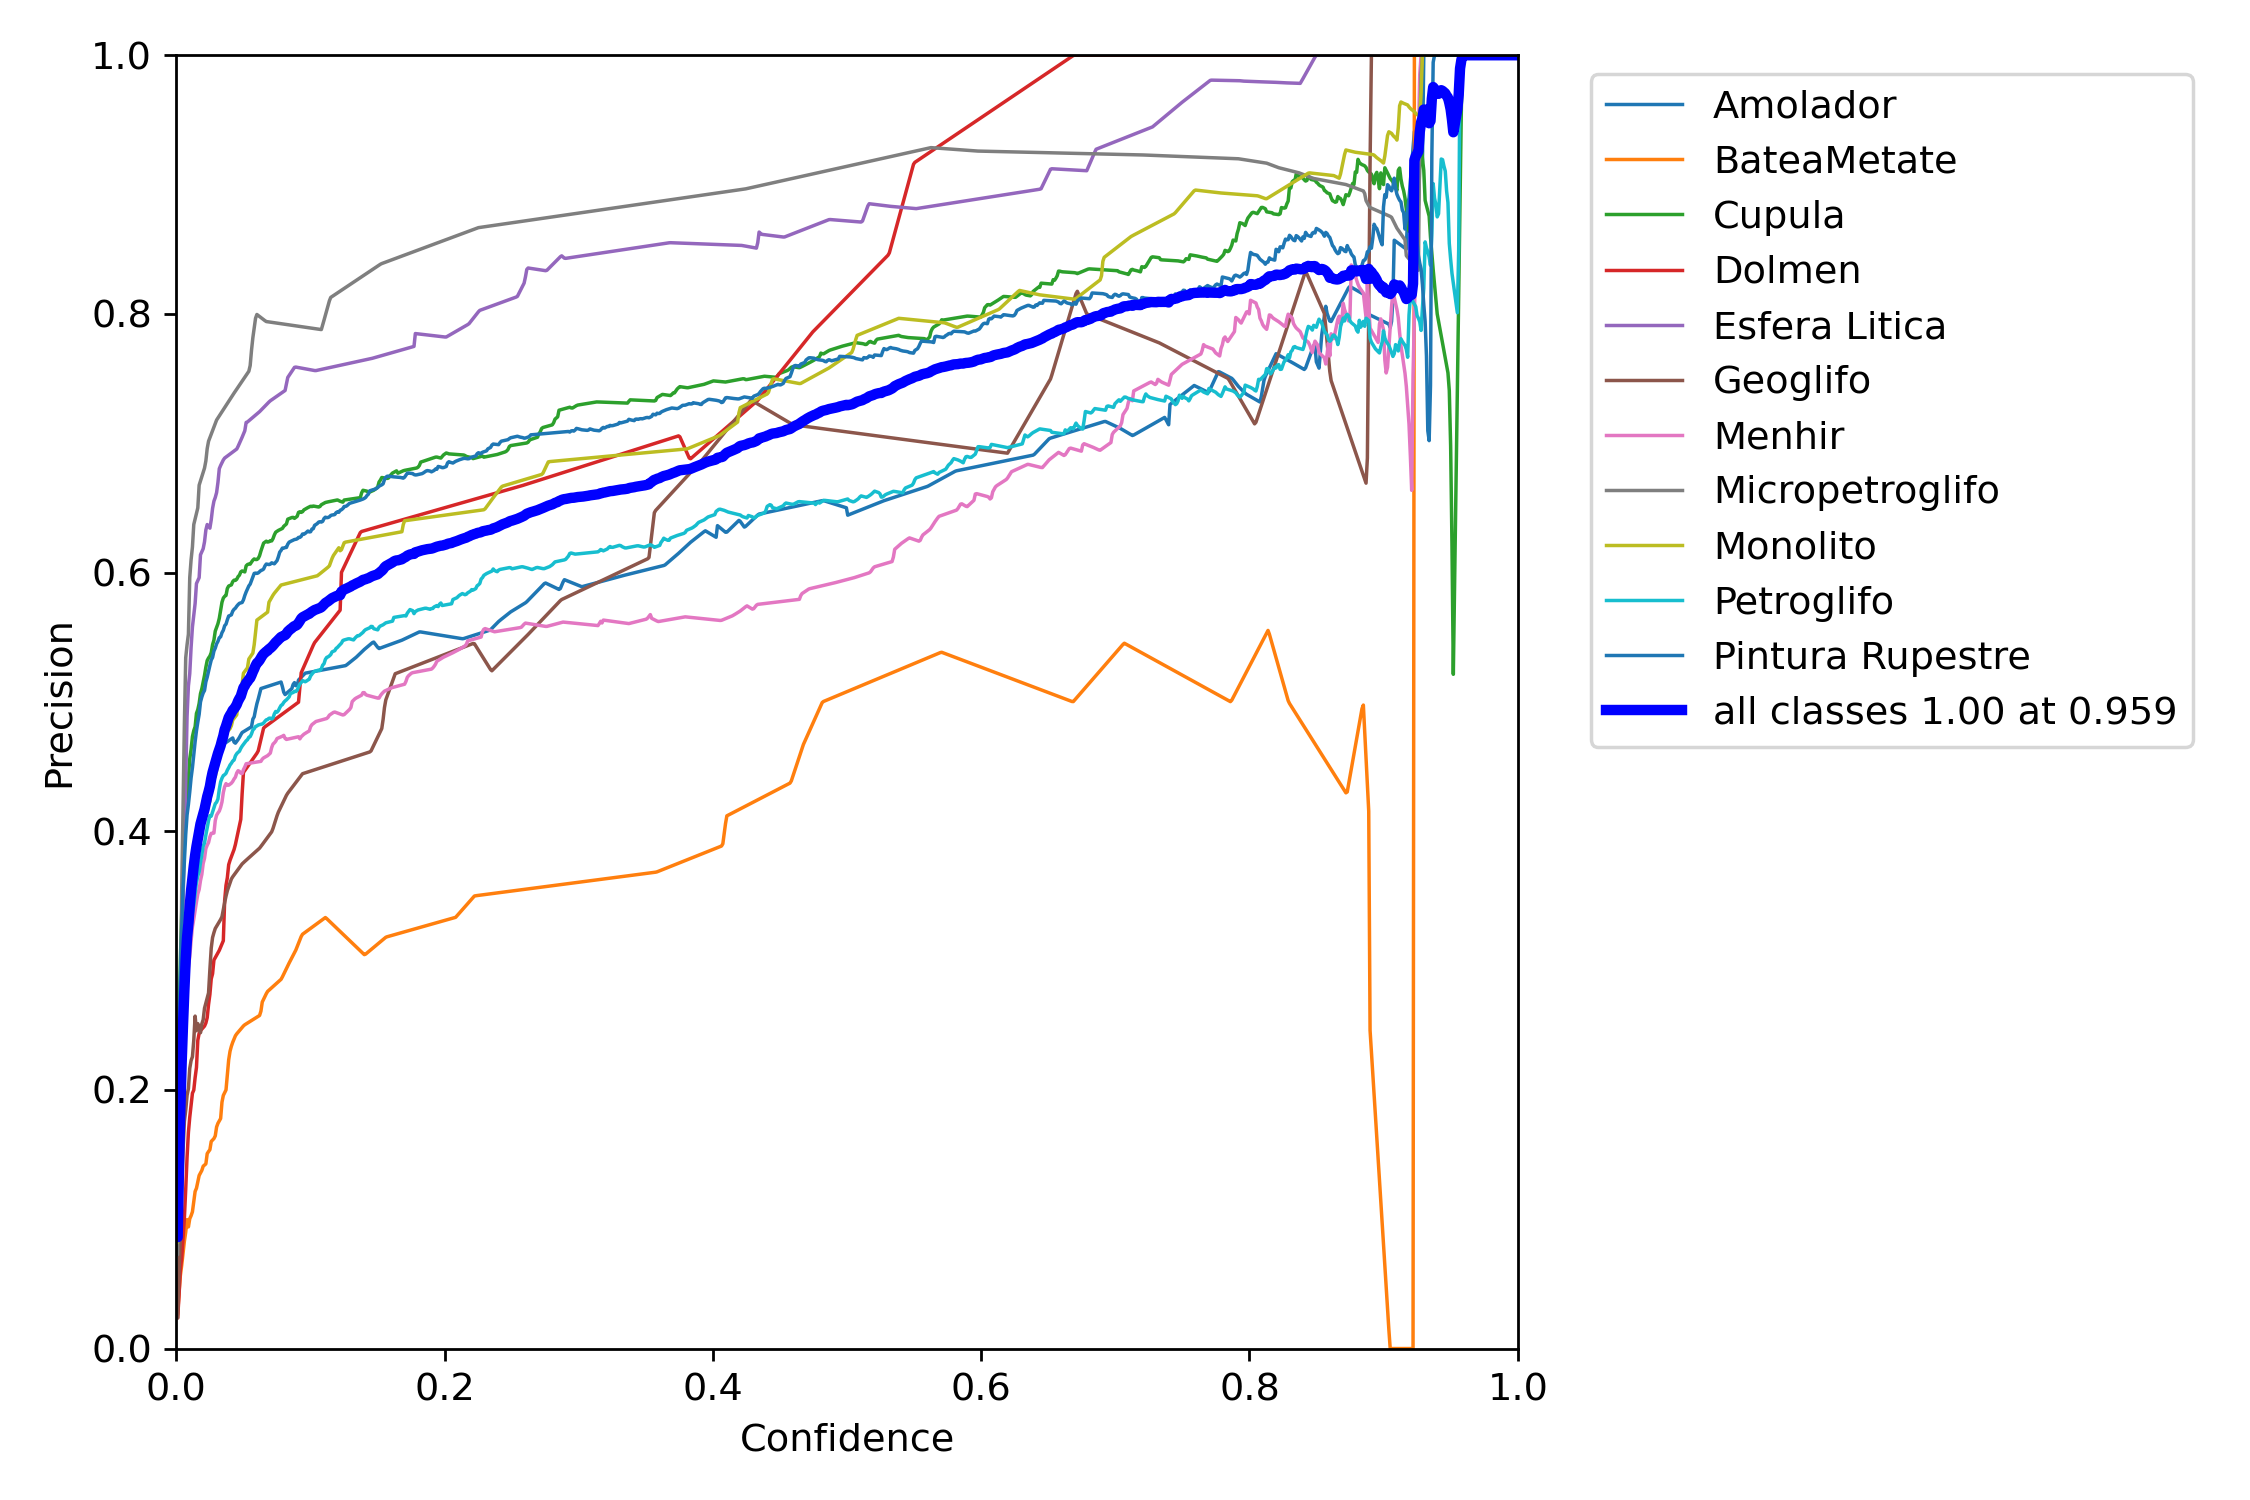 1.0
0.8
0.6
0.4
0.2
0.0
Precision
0.0 0.2 0.4 0.6 0.8 1.0
Confidence
Amolador
BateaMetate
Cupula
Dolmen
Esfera Litica
Geoglifo
Menhir
Micropetroglifo
Monolito
Petroglifo
Pintura Rupestre
all classes 1.00 at 0.959